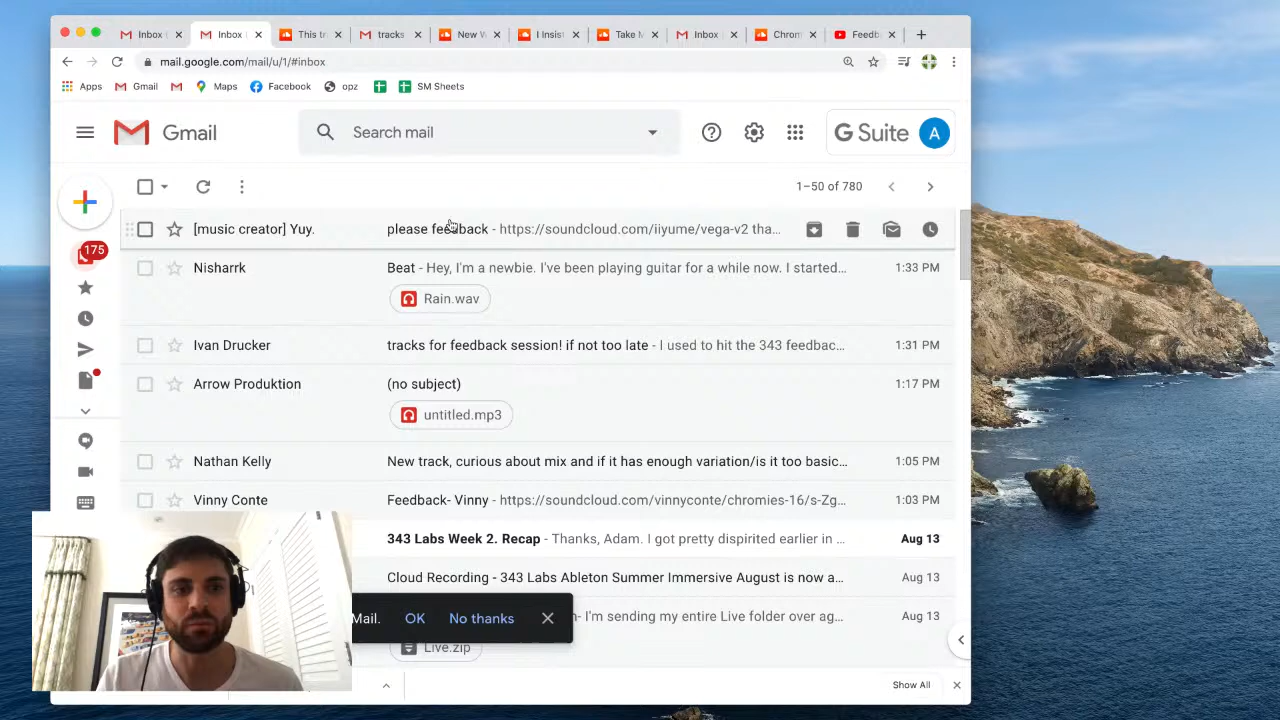 Inbox
Inbox
This tr
tracks
New W
I Insist
Take M
Inbox
Chrom
Feedb
mail.google.com/mail/u/1/#inbox
Apps
Gmail
Maps
Facebook
opz
SM Sheets
Gmail
Search mail
G Suite
A
1–50 of 780
175
[music creator] Yuy.
please feedback - https://soundcloud.com/iiyume/vega-v2 tha...
Nisharrk
Beat - Hey, I'm a newbie. I've been playing guitar for a while now. I started...
1:33 PM
Rain.wav
Ivan Drucker
tracks for feedback session! if not too late - I used to hit the 343 feedbac...
1:31 PM
Arrow Produktion
(no subject)
1:17 PM
untitled.mp3
Nathan Kelly
New track, curious about mix and if it has enough variation/is it too basic...
1:05 PM
Vinny Conte
Feedback- Vinny - https://soundcloud.com/vinnyconte/chromies-16/s-Zg...
1:03 PM
343 Labs Week 2. Recap - Thanks, Adam. I got pretty dispirited earlier in ...
Aug 13
Cloud Recording - 343 Labs Ableton Summer Immersive August is now a...
Aug 13
- I'm sending my entire Live folder over ag...
Aug 13
Mail.
OK
No thanks
Live.zip
Show All